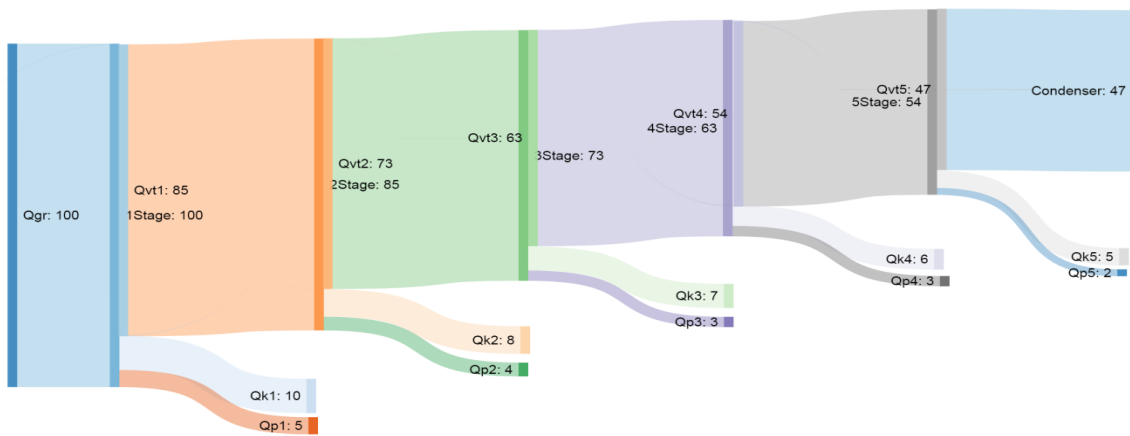 Qgr: 100
Qvt1: 85
1Stage: 100
Qk1: 10
Qp1: 5
Qvt2: 73
2Stage: 85
Qk2: 8
Qp2: 4
Qvt3: 63
3Stage: 73
Qk3: 7
Qp3: 3
Qvt4: 54
4Stage: 63
Qk4: 6
Qp4: 3
Qvt5: 47
5Stage: 54
Qk5: 5
Qp5: 2
Condenser: 47